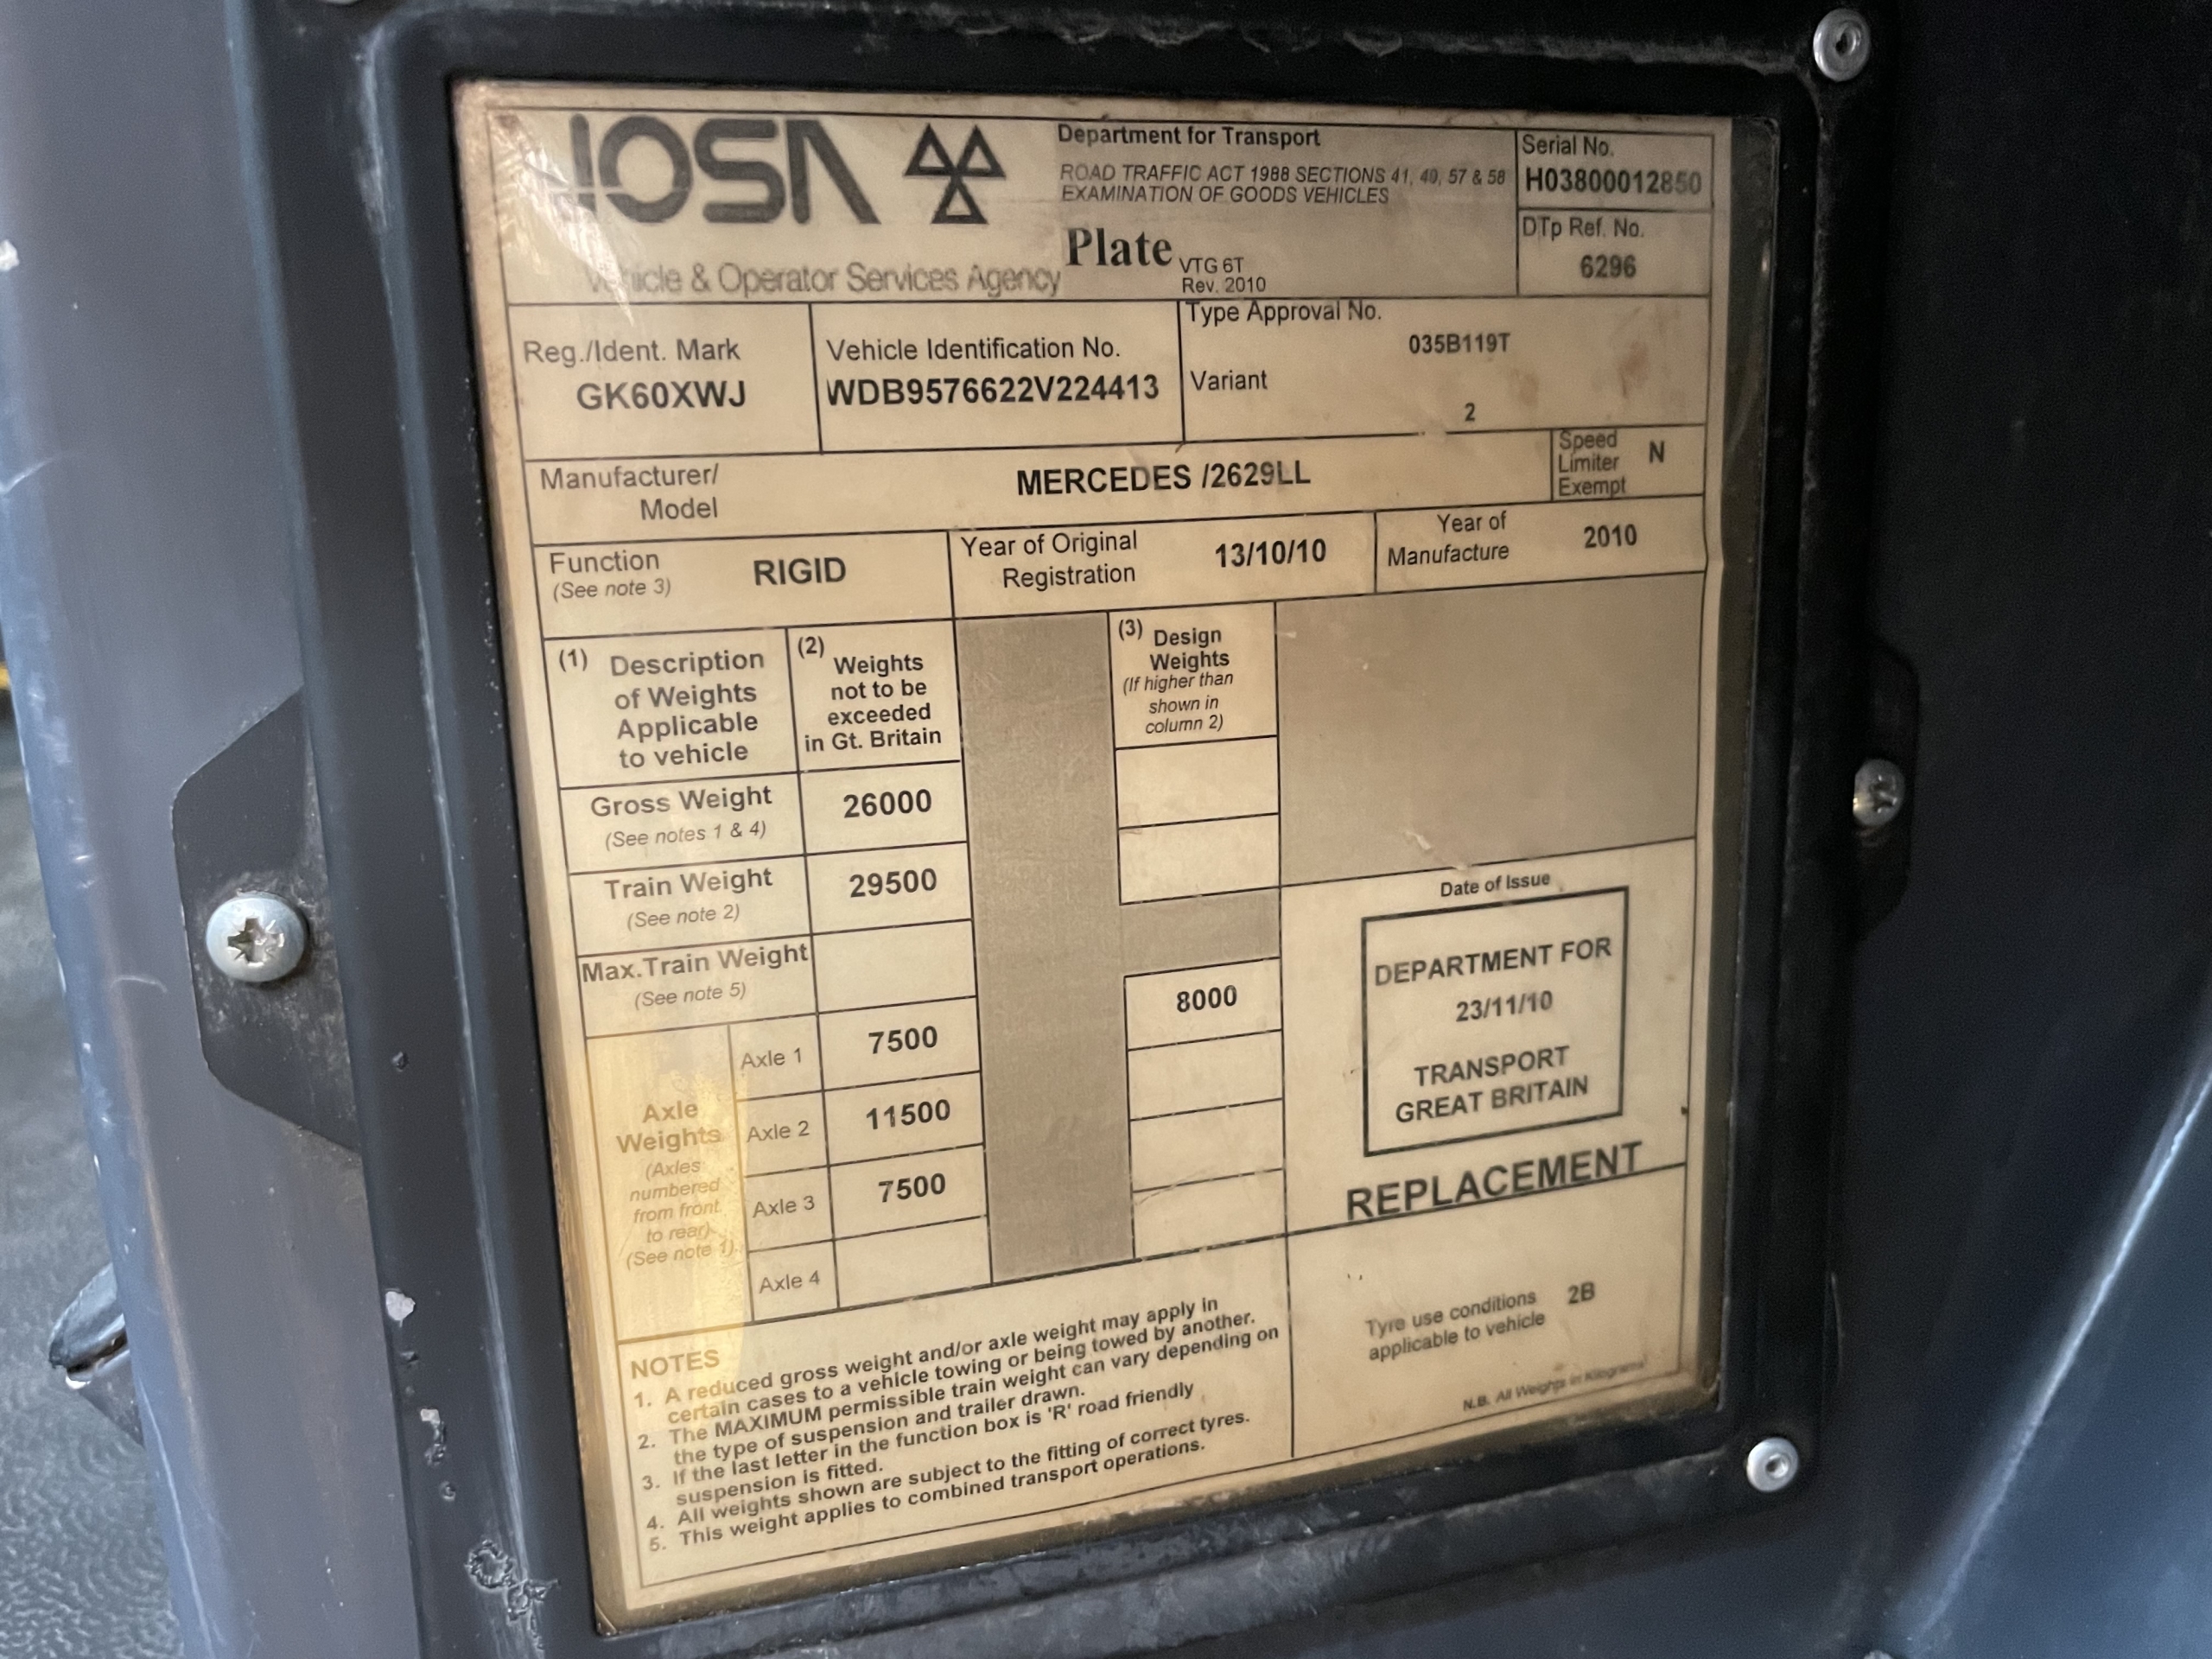 VOSA
Department for Transport
ROAD TRAFFIC ACT 1988 SECTIONS 41, 49, 57 & 58
EXAMINATION OF GOODS VEHICLES
Plate VTG 6T
Rev. 2010
Vehicle & Operator Services Agency
Serial No.
H03800012850
DTp Ref. No.
6296
Reg./Ident. Mark
GK60XWJ
Vehicle Identification No.
WDB9576622V224413
Type Approval No.
035B119T
Variant
2
Manufacturer/
Model
MERCEDES /2629LL
Speed
Limiter
Exempt
N
Function
(See note 3)
RIGID
Year of Original
Registration
13/10/10
Year of
Manufacture
2010
(1) Description
of Weights
Applicable
to vehicle
(2) Weights
not to be
exceeded
in Gt. Britain
(3) Design
Weights
(If higher than
shown in
column 2)
Gross Weight
(See notes 1 & 4)
26000
Train Weight
(See note 2)
29500
Max.Train Weight
(See note 5)
Axle
Weights
(Axles
numbered
from front
to rear)
(See note 1)
Axle 1 7500 8000
Axle 2 11500
Axle 3 7500
Axle 4
Date of Issue
DEPARTMENT FOR
23/11/10
TRANSPORT
GREAT BRITAIN
REPLACEMENT
Tyre use conditions
applicable to vehicle
2B
N.B. All Weights in Kilograms
NOTES
1. A reduced gross weight and/or axle weight may apply in
certain cases to a vehicle towing or being towed by another.
2. The MAXIMUM permissible train weight can vary depending on
the type of suspension and trailer drawn.
3. If the last letter in the function box is 'R' road friendly
suspension is fitted.
4. All weights shown are subject to the fitting of correct tyres.
5. This weight applies to combined transport operations.